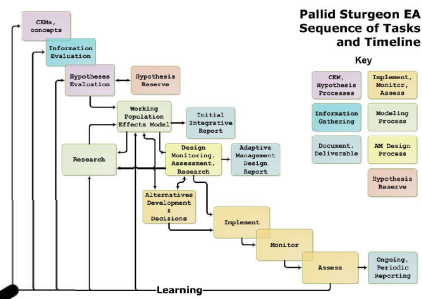 Pallid Sturgeon EA
Sequence of Tasks
and Timeline
CEMs,
concepts
Information
Evaluation
Hypotheses
Evaluation
Hypothesis
Reserve
Working
Population
Effects Model
Initial
Integrative
Report
Research
Design
Monitoring,
Assessment,
Research
Adaptive
Management
Design
Report
Alternatives
Development
&
Decisions
Implement
Monitor
Assess
Ongoing,
Periodic
Reporting
Learning
Key
CEM,
Hypothesis
Processes
Implement,
Monitor,
Assess
Information
Gathering
Modeling
Process
Document,
Deliverable
AM Design
Process
Hypothesis
Reserve